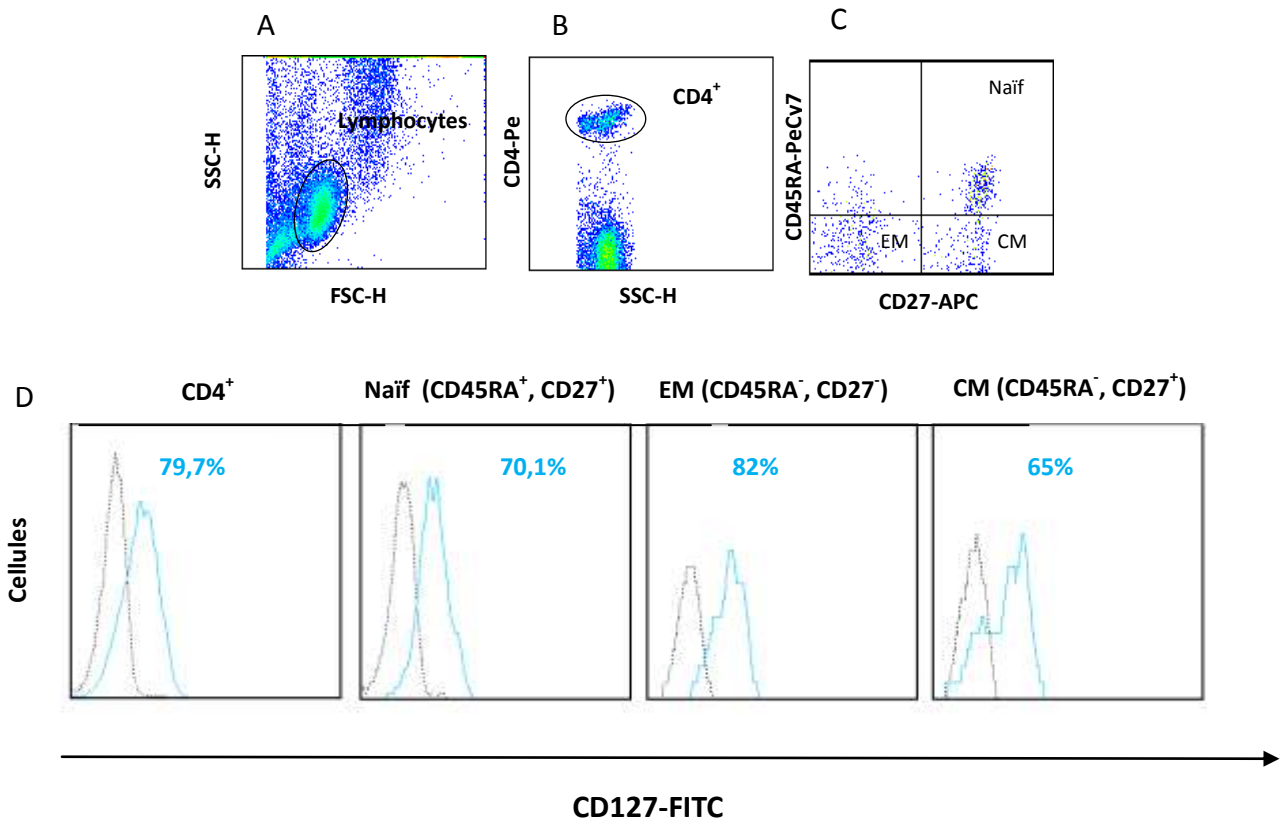 A
B
C
SSC-H
Lymphocytes
FSC-H
CD4-Pe
CD4⁺
SSC-H
CD45RA-PeCv7
Naïf
EM
CM
CD27-APC
D
CD4⁺
Naïf (CD45RA⁺, CD27⁺)
EM (CD45RA⁻, CD27⁻)
CM (CD45RA⁻, CD27⁺)
Cellules
79,7%
70,1%
82%
65%
CD127-FITC